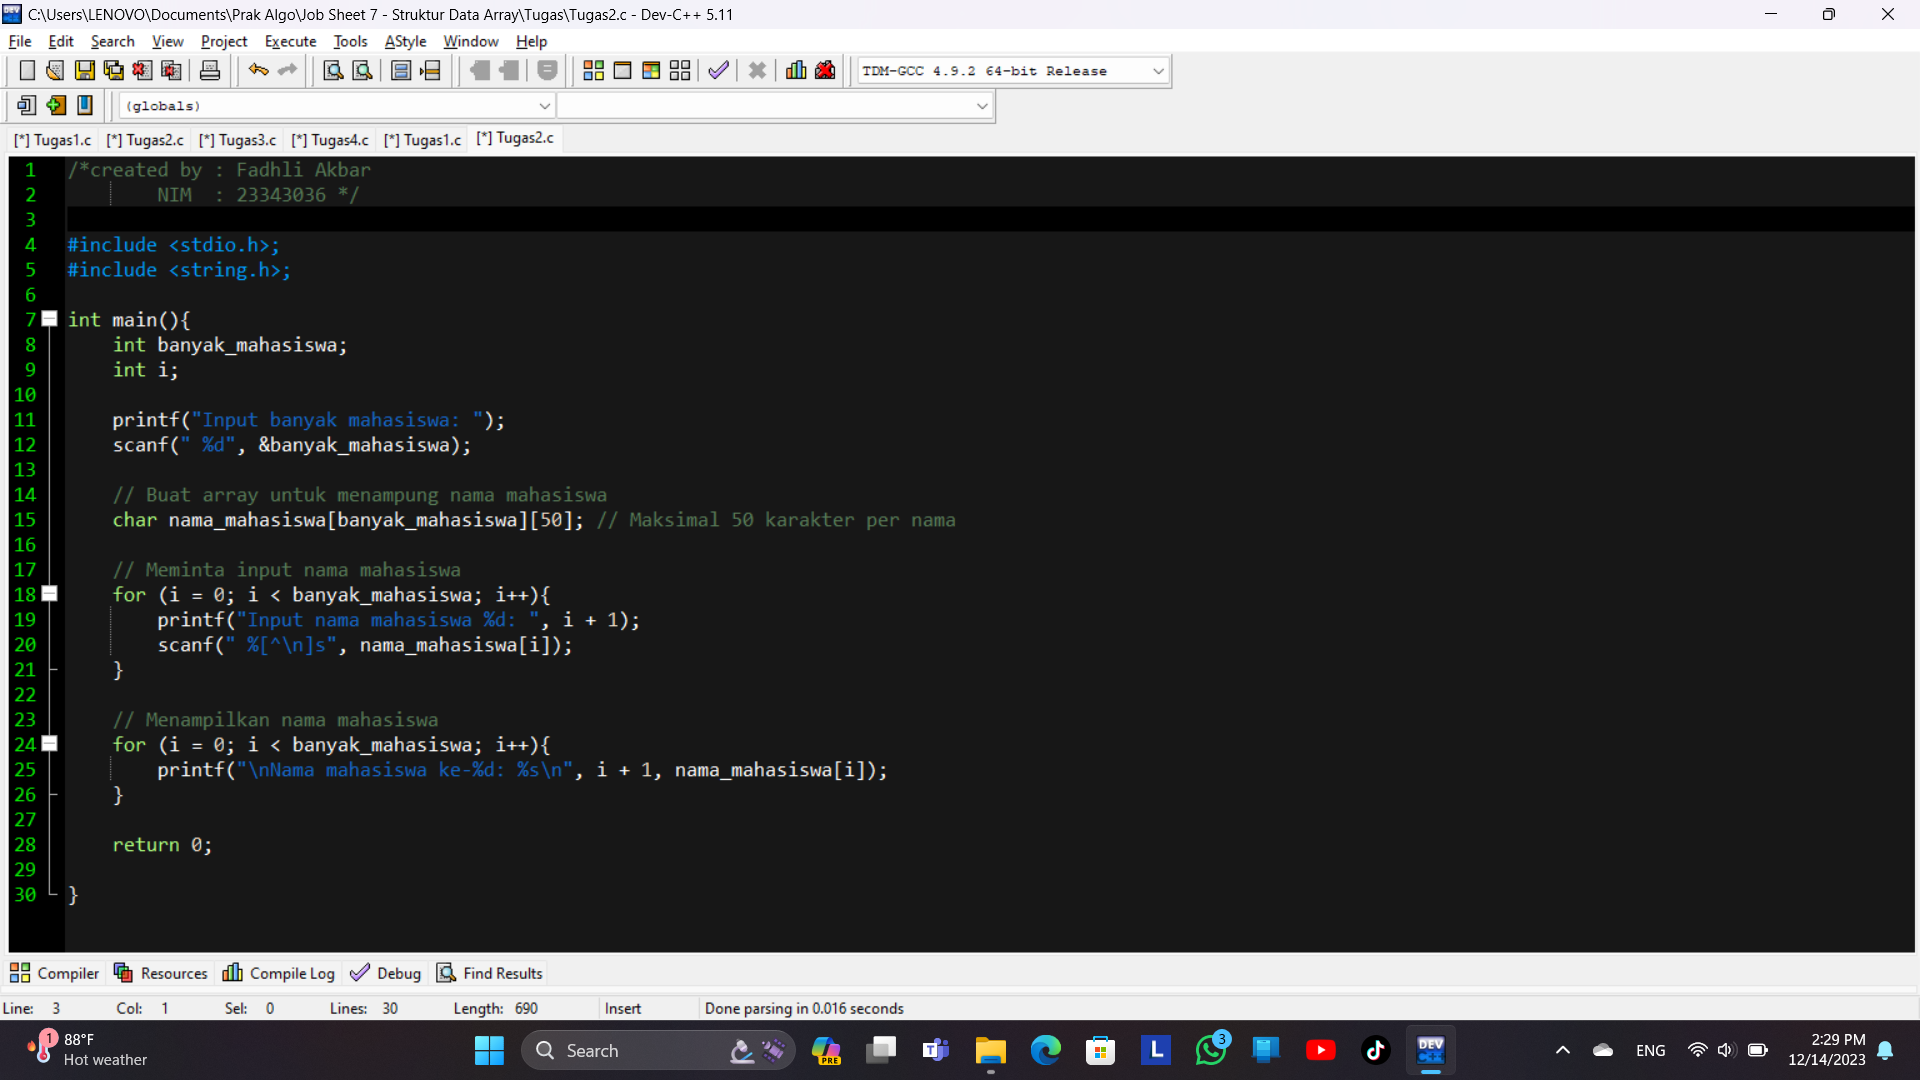 C:\Users\LENOVO\Documents\Prak Algo\Job Sheet 7 - Struktur Data Array\Tugas\Tugas2.c - Dev-C++ 5.11
File Edit Search View Project Execute Tools AStyle Window Help
TDM-GCC 4.9.2 64-bit Release
(globals)
[*] Tugas1.c [*] Tugas2.c [*] Tugas3.c [*] Tugas4.c [*] Tugas1.c [*] Tugas2.c
1 /*created by : Fadhli Akbar
2 NIM : 23343036 */
3
4 #include <stdio.h>;
5 #include <string.h>;
6
7 int main(){
8 int banyak_mahasiswa;
9 int i;
10
11 printf("Input banyak mahasiswa: ");
12 scanf(" %d", &banyak_mahasiswa);
13
14 // Buat array untuk menampung nama mahasiswa
15 char nama_mahasiswa[banyak_mahasiswa][50]; // Maksimal 50 karakter per nama
16
17 // Meminta input nama mahasiswa
18 for (i = 0; i < banyak_mahasiswa; i++){
19 printf("Input nama mahasiswa %d: ", i + 1);
20 scanf(" %[^\n]s", nama_mahasiswa[i]);
21 }
22
23 // Menampilkan nama mahasiswa
24 for (i = 0; i < banyak_mahasiswa; i++){
25 printf("\nNama mahasiswa ke-%d: %s\n", i + 1, nama_mahasiswa[i]);
26 }
27
28 return 0;
29
30 }
Compiler Resources Compile Log Debug Find Results
Line: 3 Col: 1 Sel: 0 Lines: 30 Length: 690 Insert Done parsing in 0.016 seconds
1 88°F
Hot weather
Search
PRE
L
3
DEV C++
ENG
2:29 PM
12/14/2023